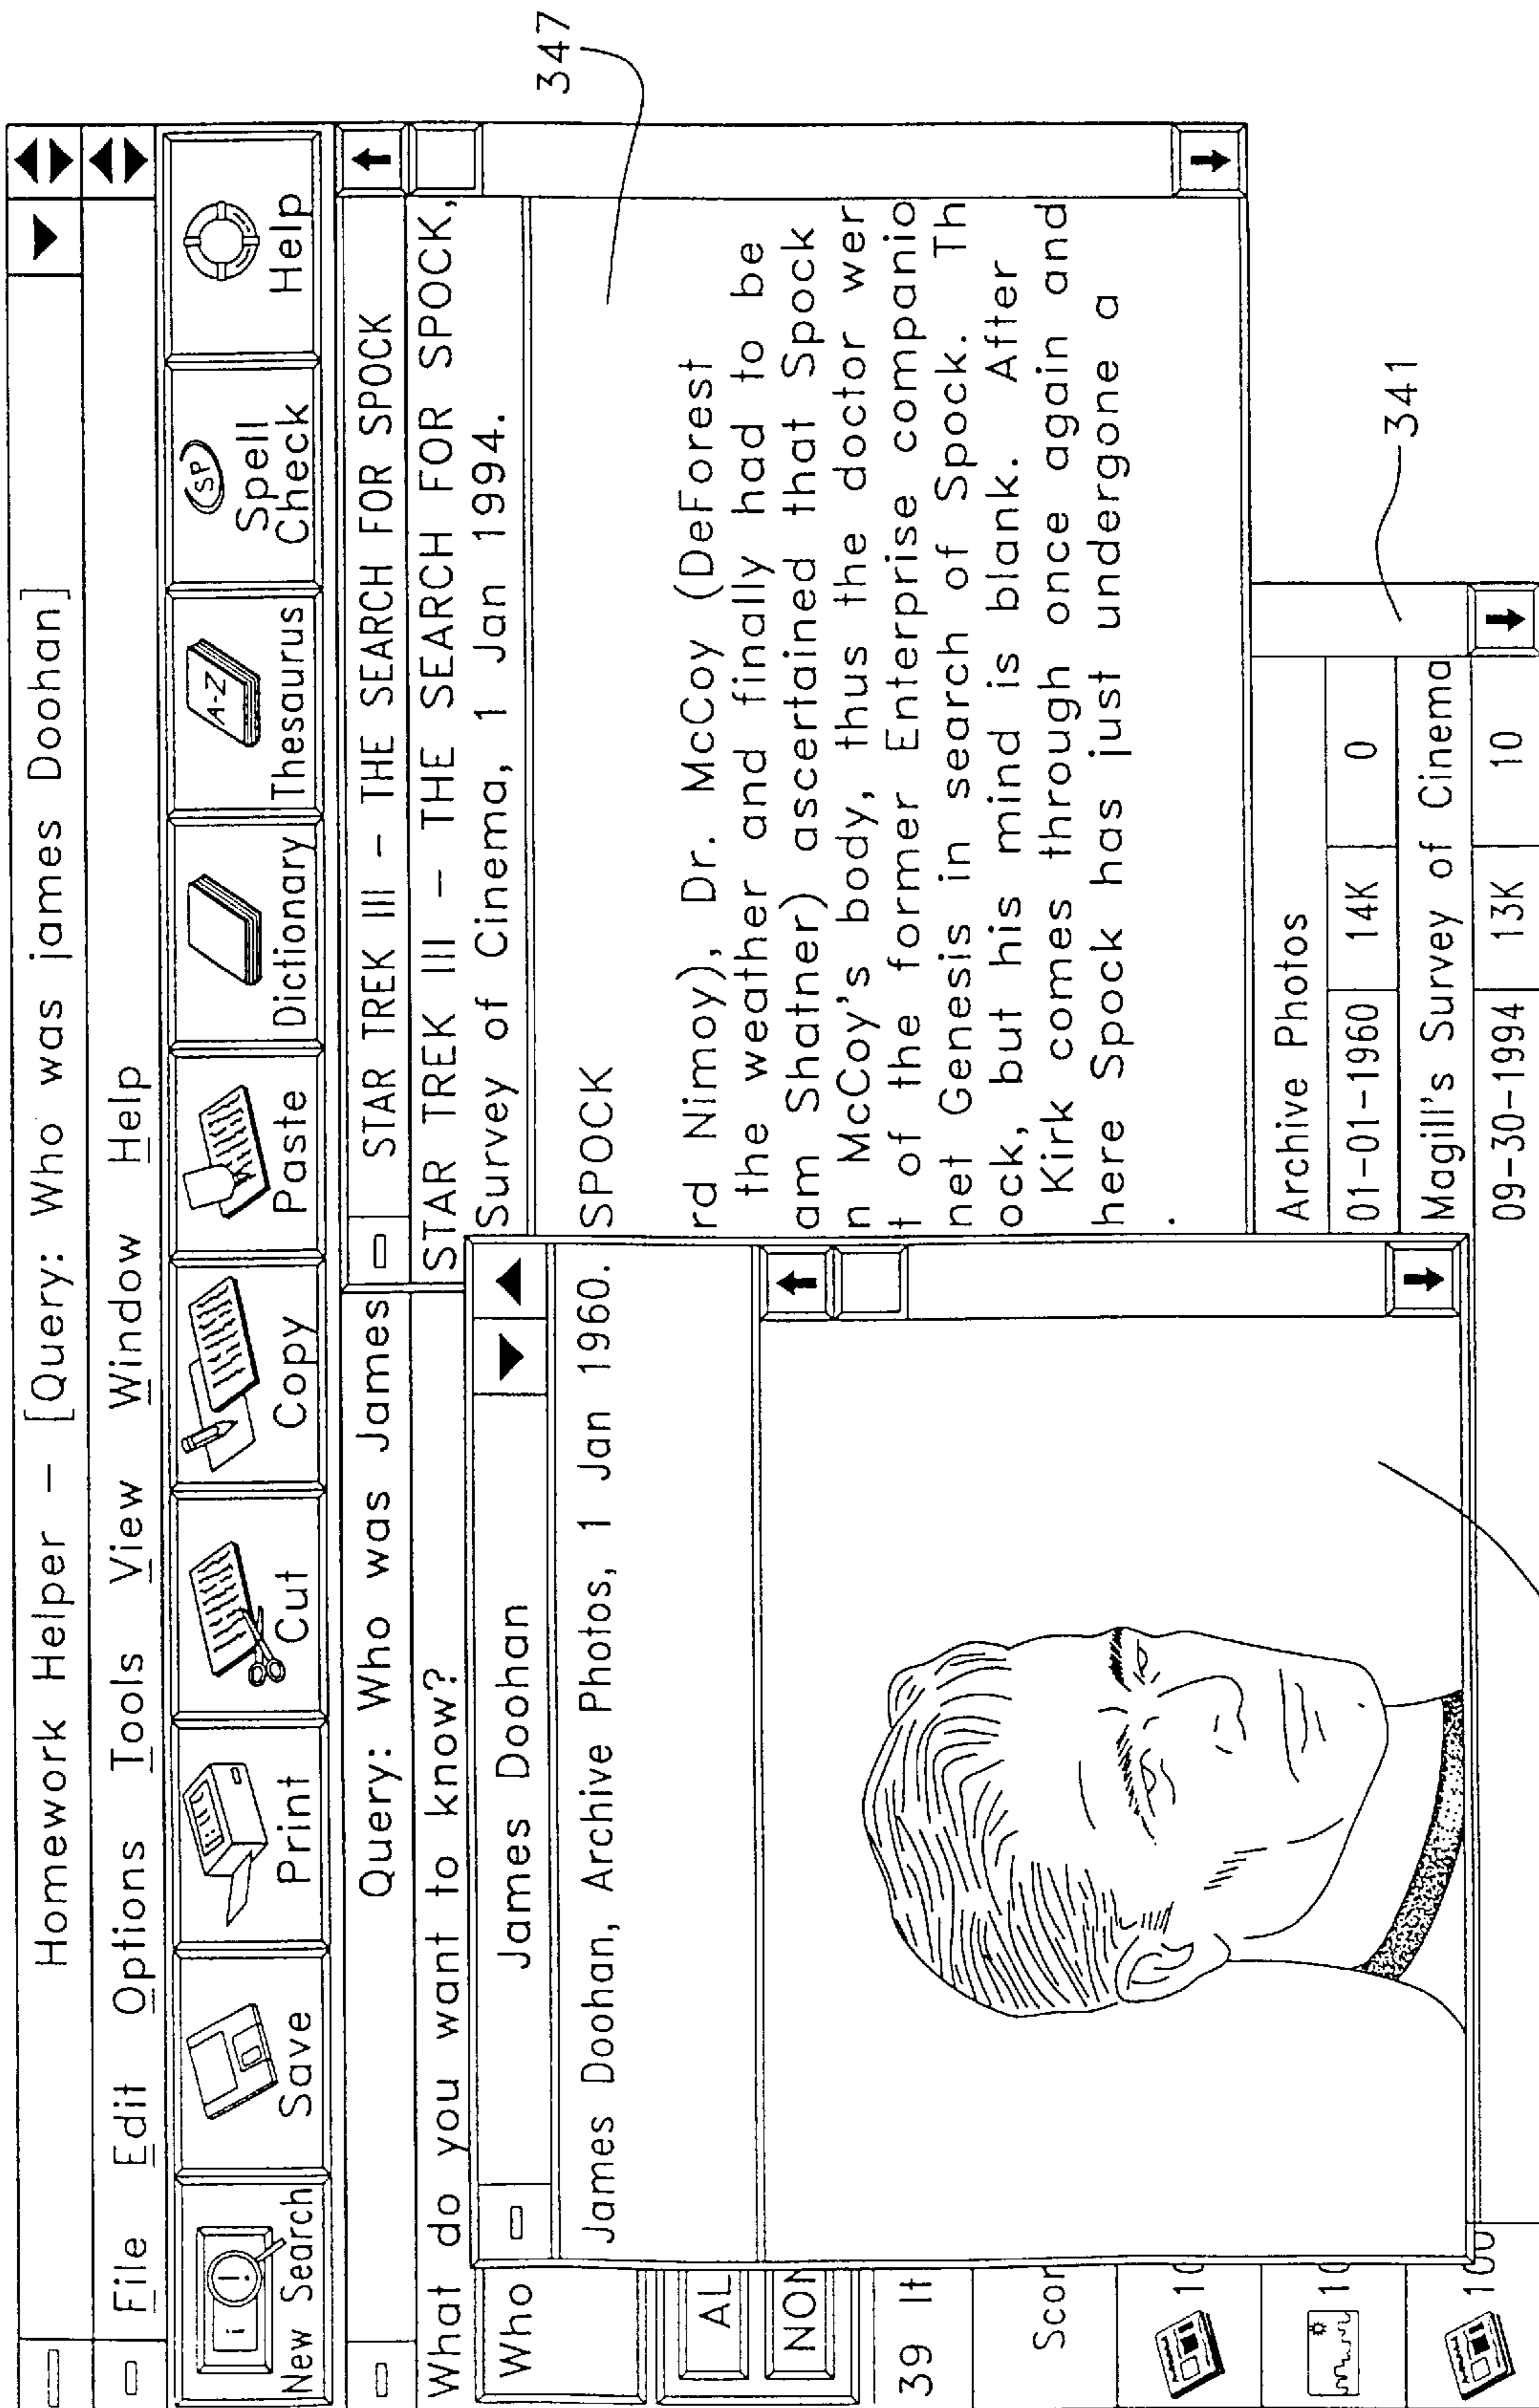 Homework Helper – [Query: Who was james Doohan]
File Edit Options Tools View Window Help
New Search Save Print Cut Copy Paste Dictionary Thesaurus Spell Check Help
i
!
A-Z
SP
Query: Who was James
STAR TREK III – THE SEARCH FOR SPOCK
What do you want to know?
STAR TREK III – THE SEARCH FOR SPOCK,
Survey of Cinema, 1 Jan 1994.
Who
James Doohan
James Doohan, Archive Photos, 1 Jan 1960.
SPOCK
rd Nimoy), Dr. McCoy (DeForest
the weather and finally had to be
am Shatner) ascertained that Spock
n McCoy's body, thus the doctor wer
t of the former Enterprise companio
net Genesis in search of Spock. Th
ock, but his mind is blank. After
Kirk comes through once again and
here Spock has just undergone a
.
347
AL
NON
39 It
Scor
10
10
100
Archive Photos
01-01-1960 14K 0
Magill's Survey of Cinema
09-30-1994 13K 10
341